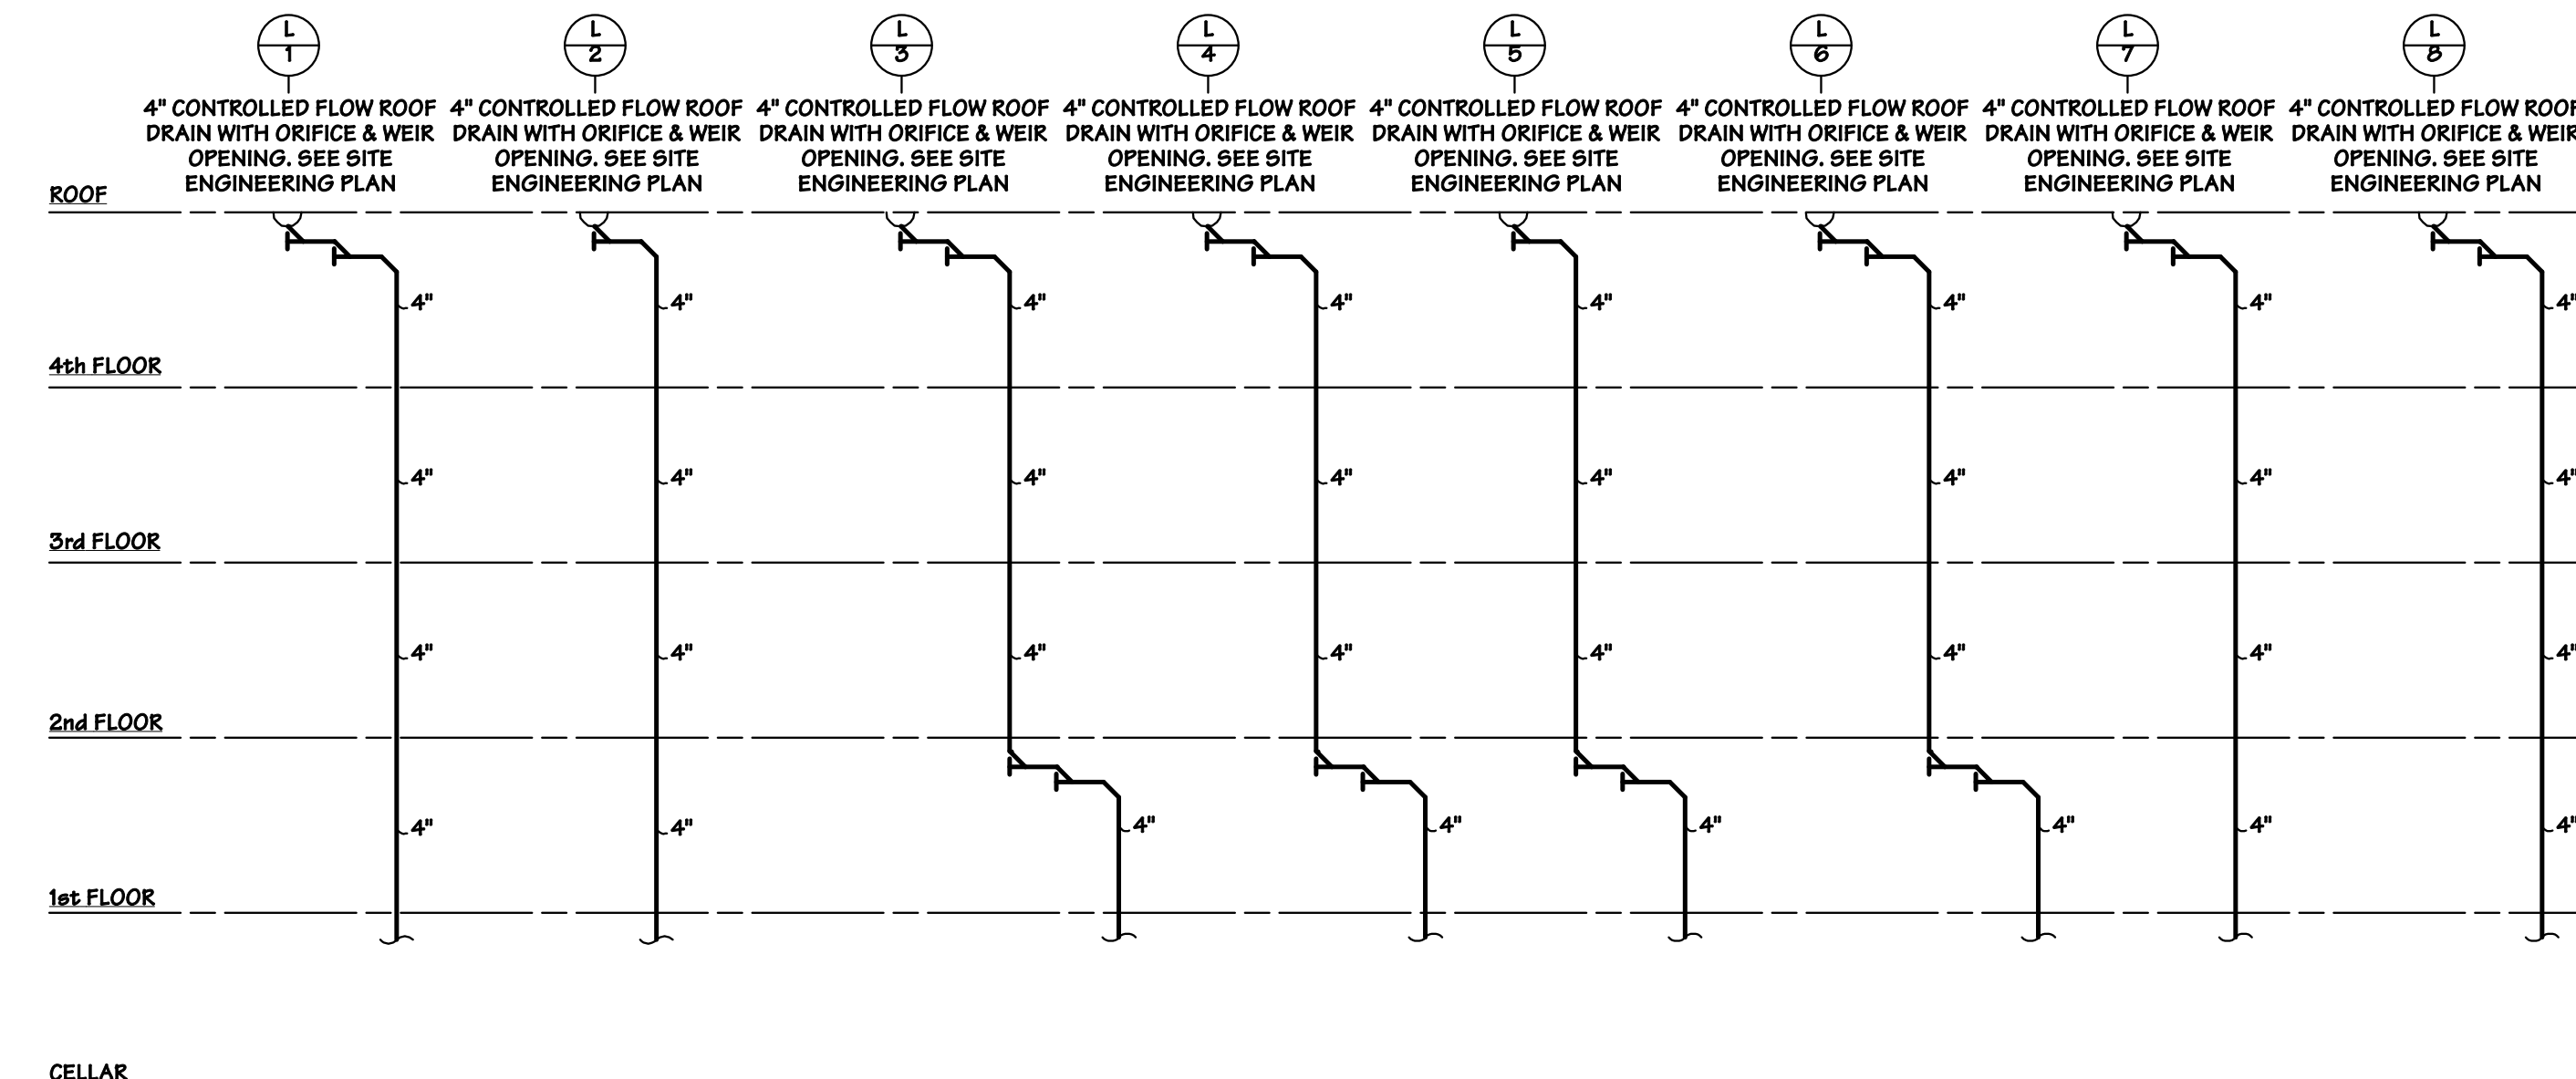 L L L L L L L L
1 2 3 4 5 6 7 8
4" CONTROLLED FLOW ROOF 4" CONTROLLED FLOW ROOF 4" CONTROLLED FLOW ROOF 4" CONTROLLED FLOW ROOF 4" CONTROLLED FLOW ROOF 4" CONTROLLED FLOW ROOF 4" CONTROLLED FLOW ROOF 4" CONTROLLED FLOW ROOF
DRAIN WITH ORIFICE & WEIR DRAIN WITH ORIFICE & WEIR DRAIN WITH ORIFICE & WEIR DRAIN WITH ORIFICE & WEIR DRAIN WITH ORIFICE & WEIR DRAIN WITH ORIFICE & WEIR DRAIN WITH ORIFICE & WEIR DRAIN WITH ORIFICE & WEIR
OPENING. SEE SITE OPENING. SEE SITE OPENING. SEE SITE OPENING. SEE SITE OPENING. SEE SITE OPENING. SEE SITE OPENING. SEE SITE OPENING. SEE SITE
ENGINEERING PLAN ENGINEERING PLAN ENGINEERING PLAN ENGINEERING PLAN ENGINEERING PLAN ENGINEERING PLAN ENGINEERING PLAN ENGINEERING PLAN
ROOF
4" 4" 4" 4" 4" 4" 4" 4"
4th FLOOR
4" 4" 4" 4" 4" 4" 4" 4"
3rd FLOOR
4" 4" 4" 4" 4" 4" 4" 4"
2nd FLOOR
4" 4" 4" 4" 4" 4" 4" 4"
1st FLOOR
CELLAR